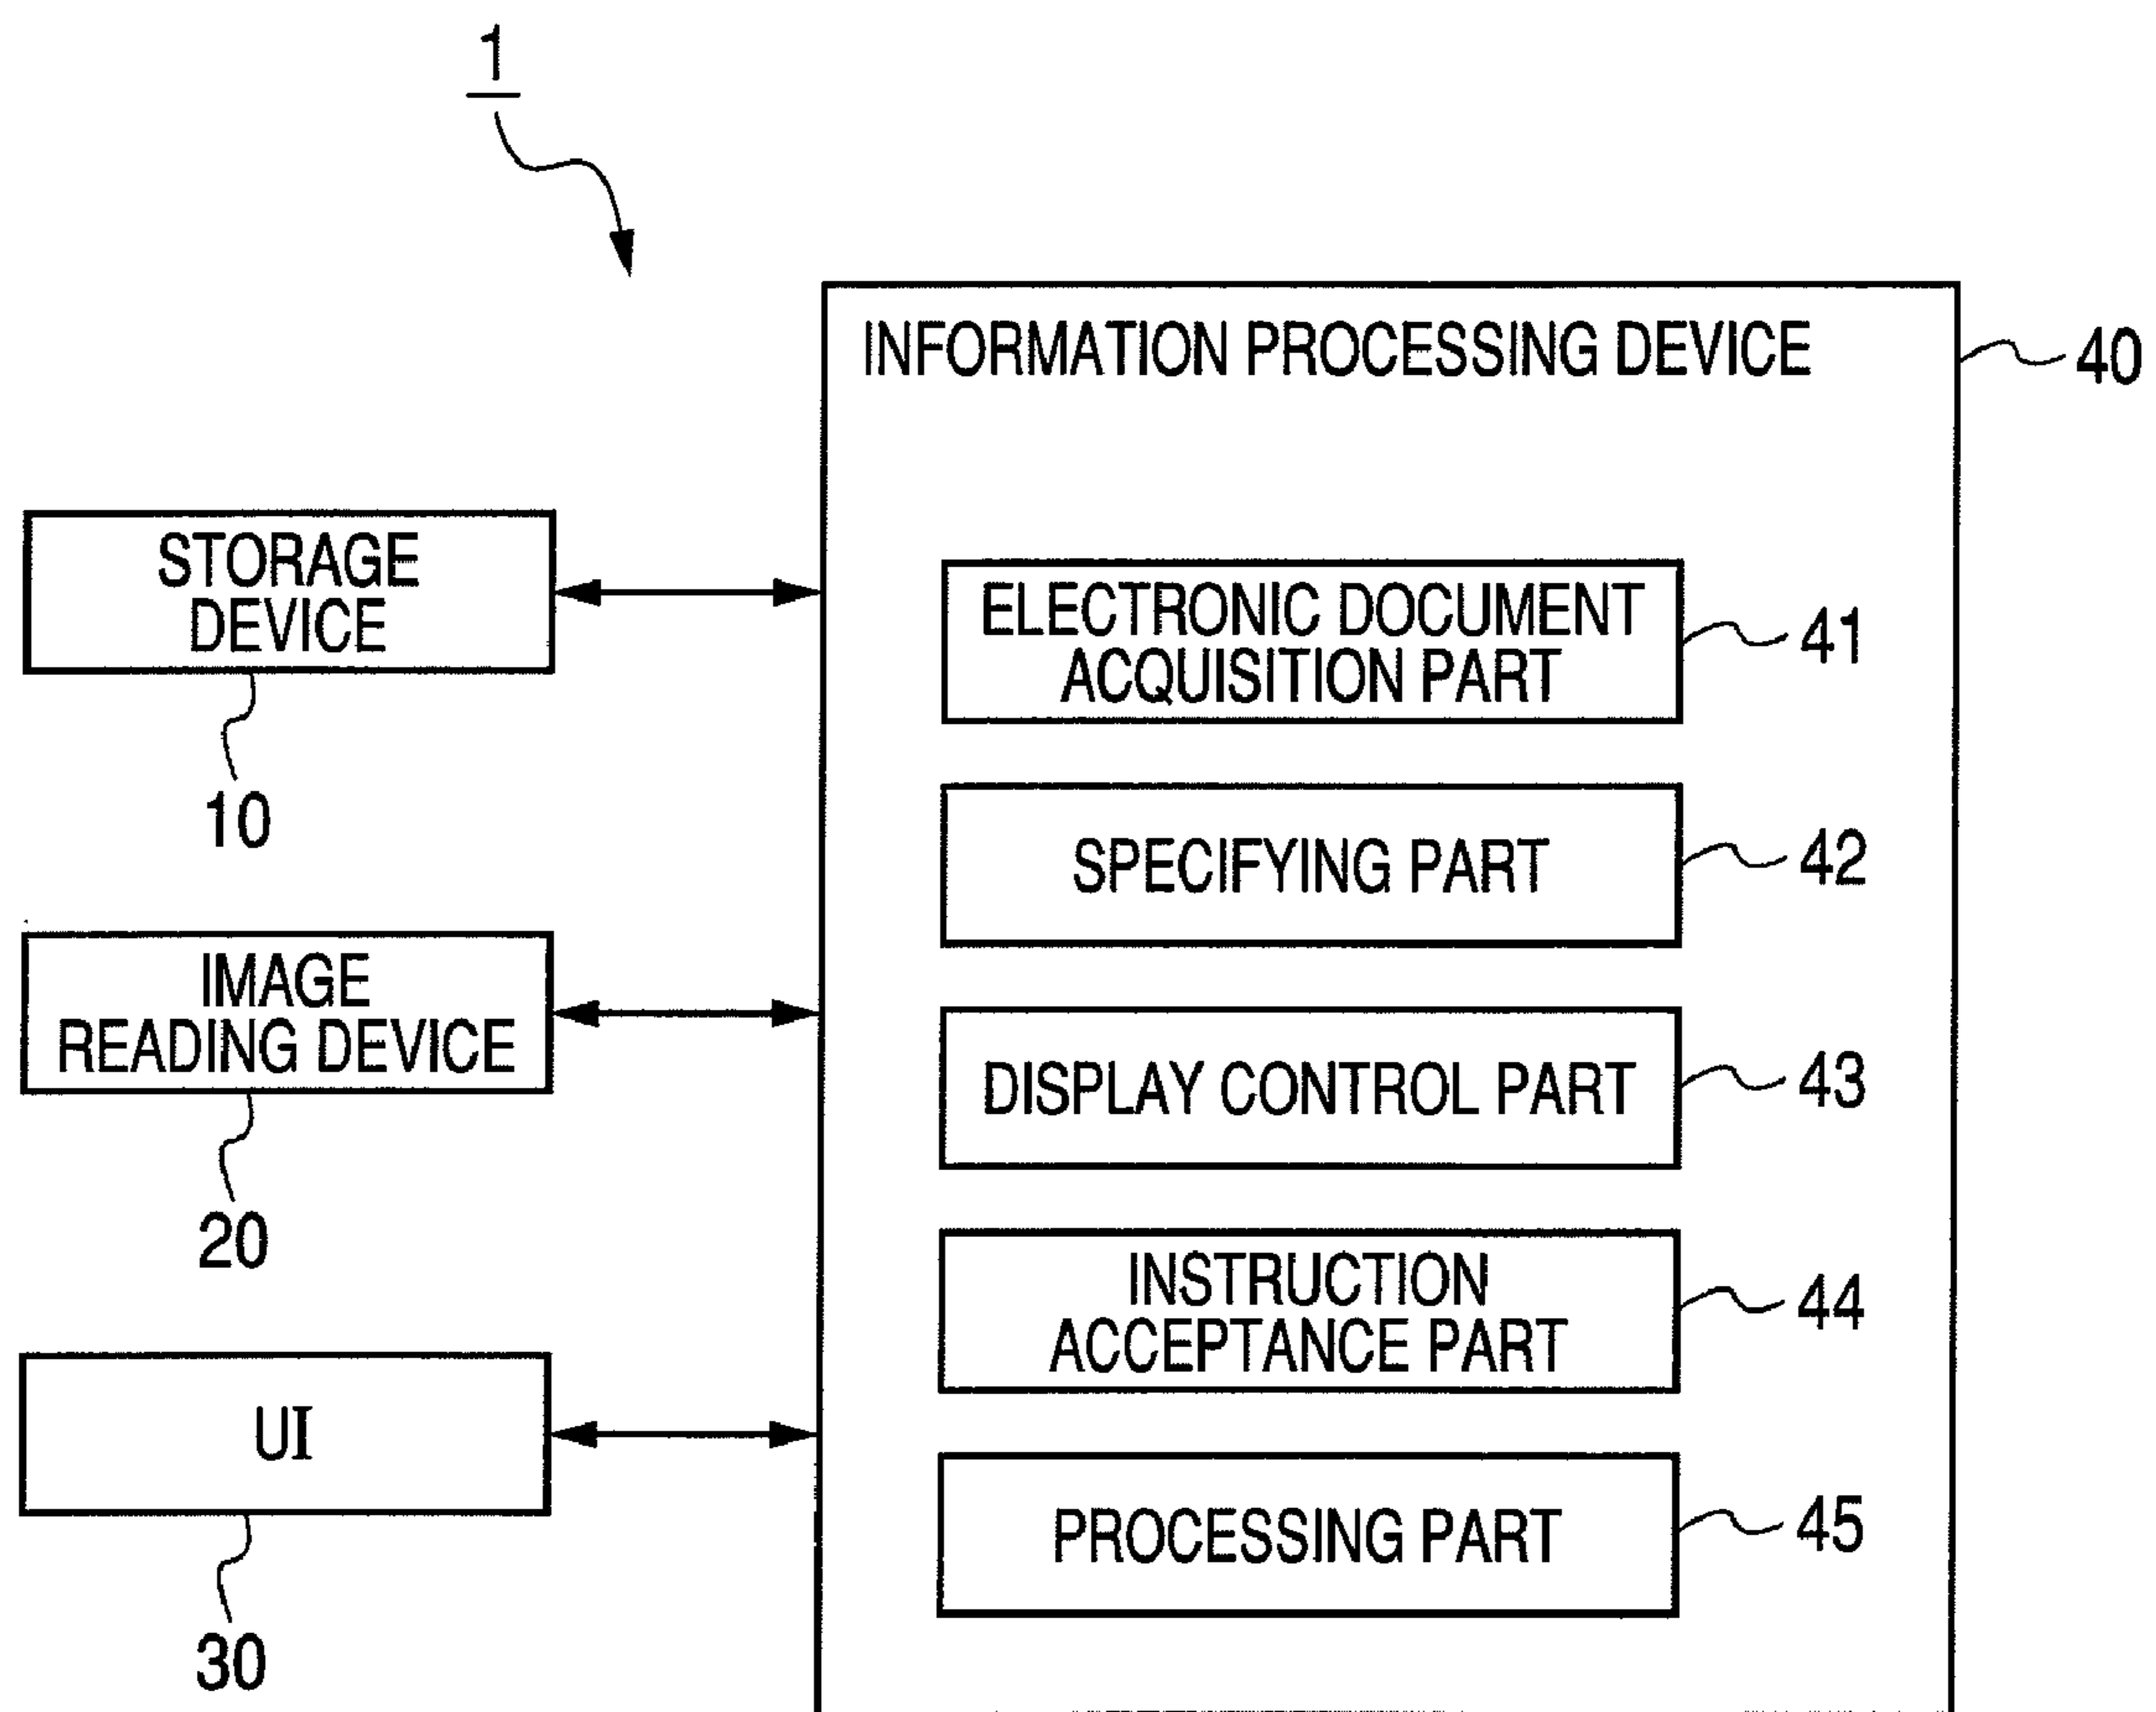 1
INFORMATION PROCESSING DEVICE
40
STORAGE
DEVICE
10
ELECTRONIC DOCUMENT
ACQUISITION PART
41
SPECIFYING PART
42
IMAGE
READING DEVICE
20
DISPLAY CONTROL PART
43
INSTRUCTION
ACCEPTANCE PART
44
UI
30
PROCESSING PART
45